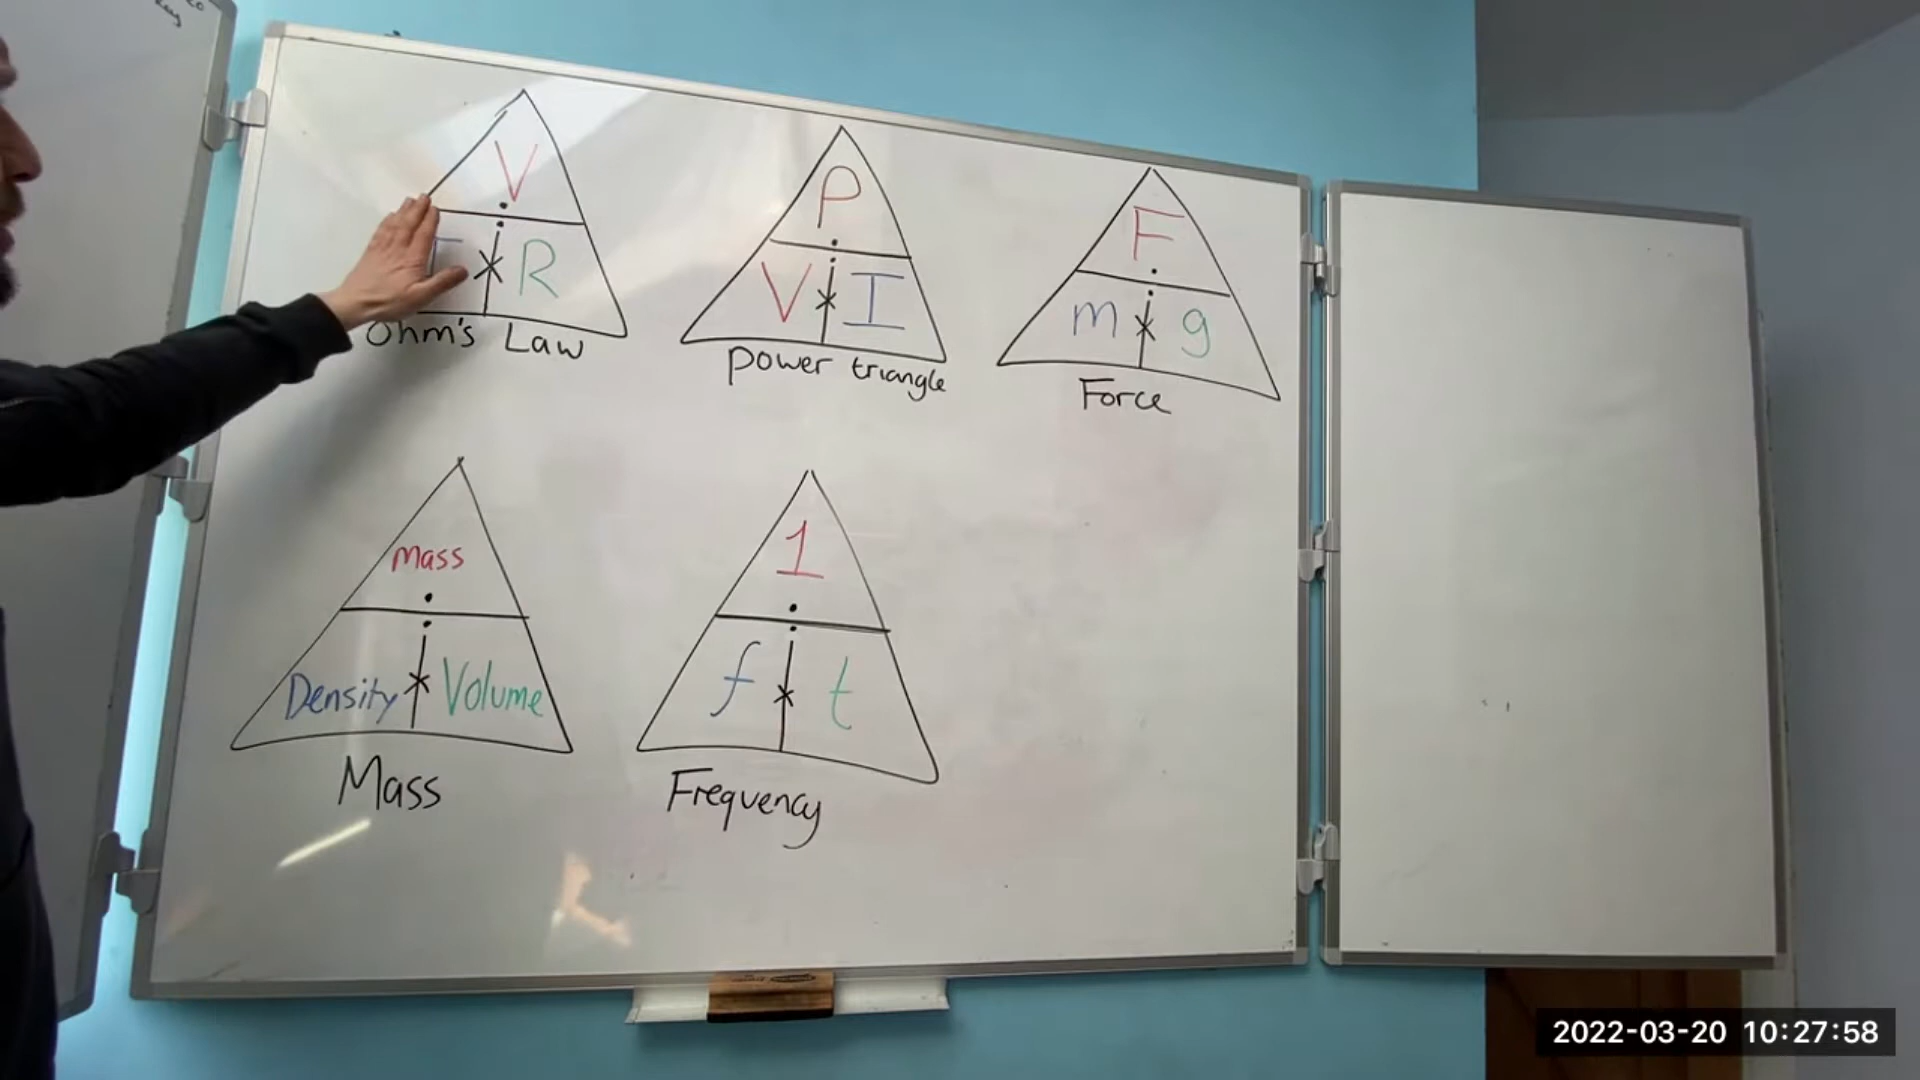 V
R
Ohm's Law
P
V × I
power triangle
F
m × g
Force
mass
Density × Volume
Mass
1
f × t
Frequency
2022-03-20 10:27:58